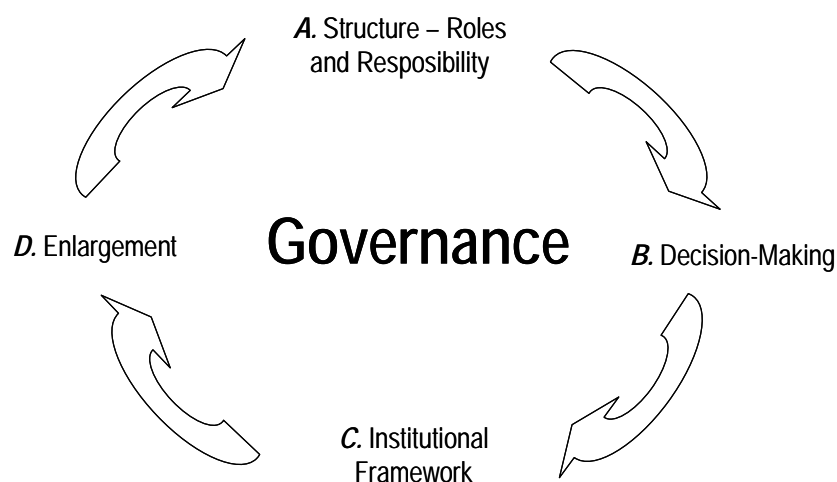 A. Structure – Roles
and Resposibility
D. Enlargement
Governance
B. Decision-Making
C. Institutional
Framework